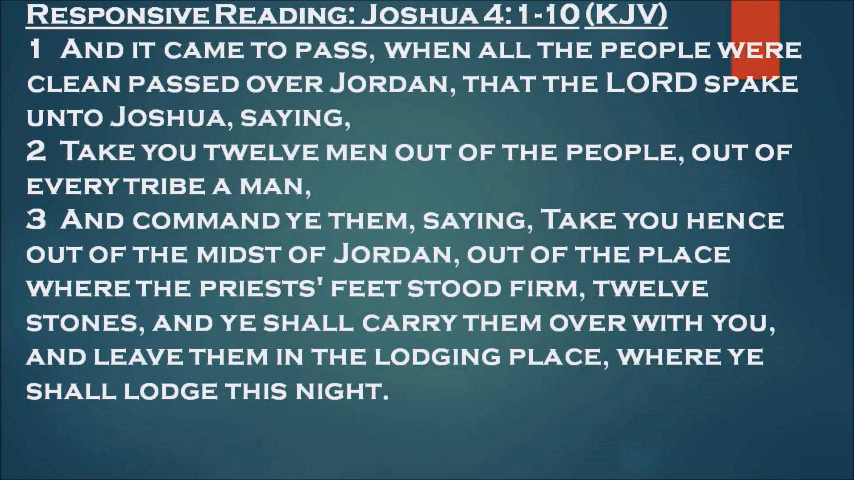 Responsive Reading: Joshua 4:1-10 (KJV)
1 And it came to pass, when all the people were
clean passed over Jordan, that the LORD spake
unto Joshua, saying,
2 Take you twelve men out of the people, out of
every tribe a man,
3 And command ye them, saying, Take you hence
out of the midst of Jordan, out of the place
where the priests' feet stood firm, twelve
stones, and ye shall carry them over with you,
and leave them in the lodging place, where ye
shall lodge this night.